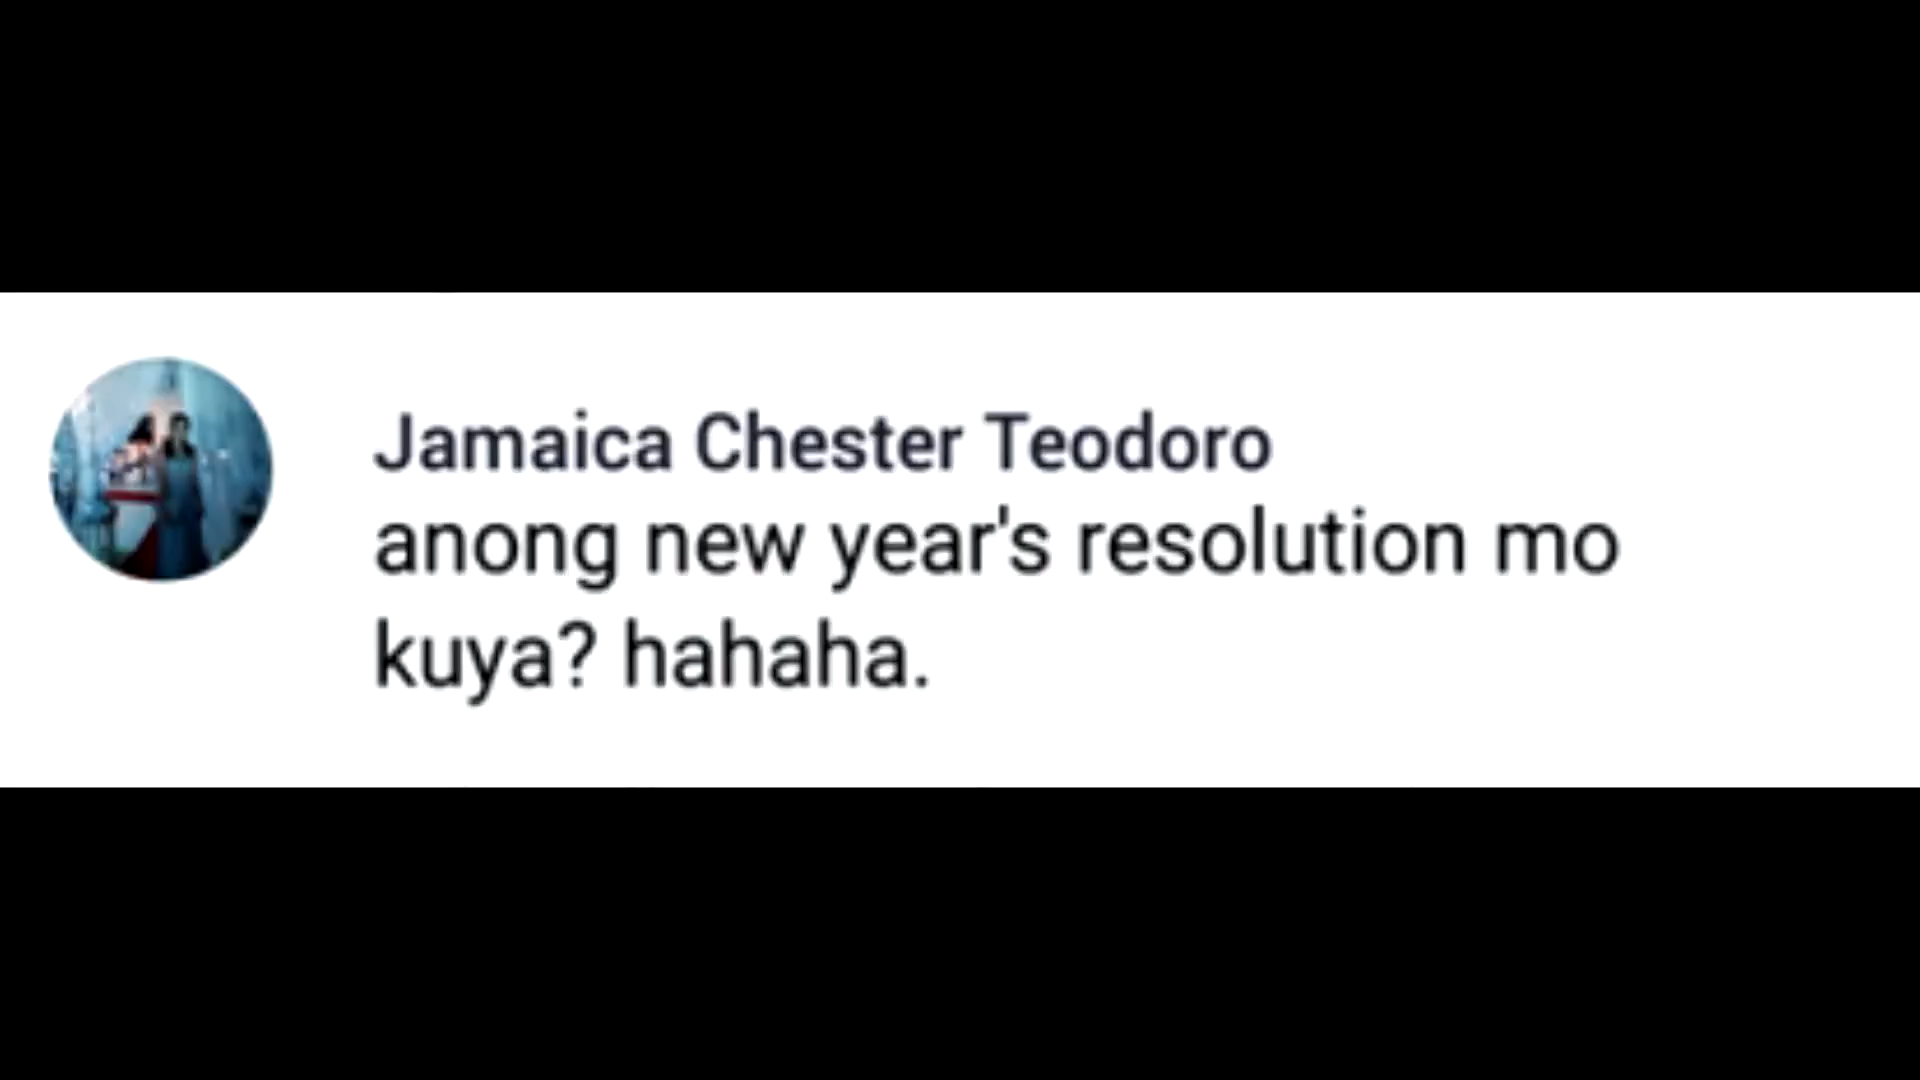 Jamaica Chester Teodoro
anong new year's resolution mo
kuya? hahaha.